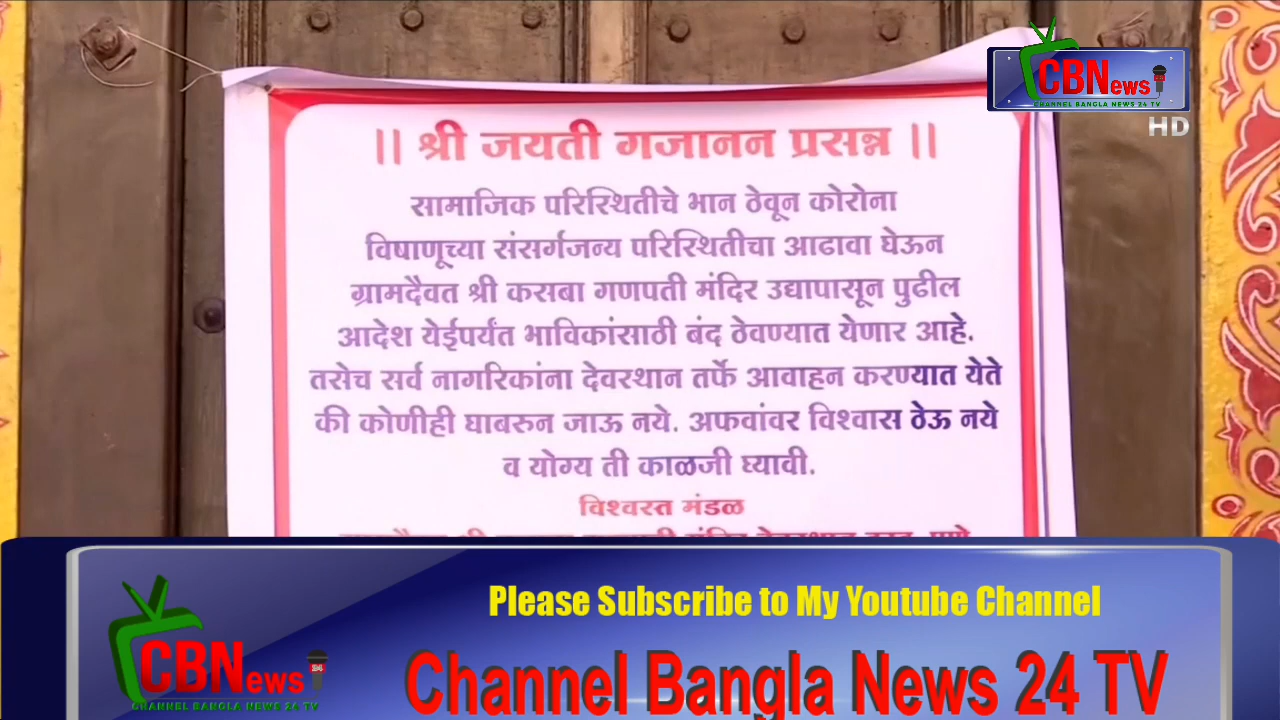 CBNews
CHANNEL BANGLA NEWS 24 TV
HD
|| श्री जयती गजानन प्रसन्न ||
सामाजिक परिस्थितीचे भान ठेवून कोरोना
विषाणूच्या संसर्गजन्य परिस्थितीचा आढावा घेऊन
ग्रामदैवत श्री कसबा गणपती मंदिर उद्यापासून पुढील
आदेश येईपर्यंत भाविकांसाठी बंद ठेवण्यात येणार आहे.
तसेच सर्व नागरिकांना देवस्थान तर्फे आवाहन करण्यात येते
की कोणीही घाबरुन जाऊ नये. अफवांवर विश्वास ठेऊ नये
व योग्य ती काळजी घ्यावी.
विश्वस्त मंडळ
Please Subscribe to My Youtube Channel
CBNews 24
CHANNEL BANGLA NEWS 24 TV
Channel Bangla News 24 TV